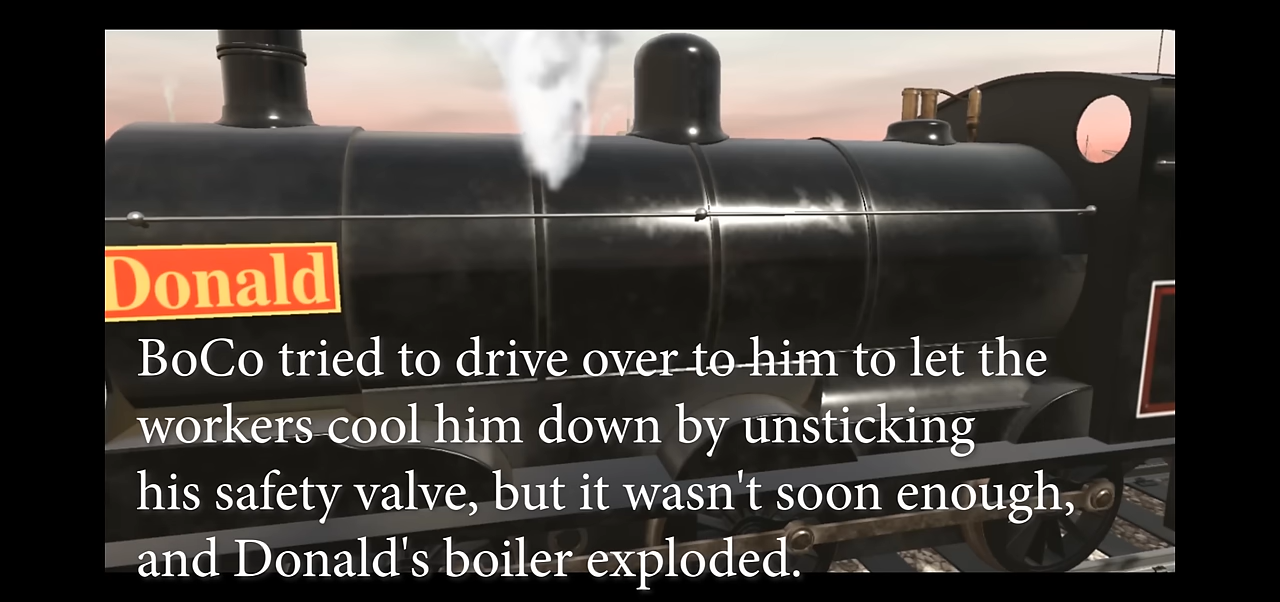 Donald
BoCo tried to drive over to him to let the
workers cool him down by unsticking
his safety valve, but it wasn't soon enough,
and Donald's boiler exploded.